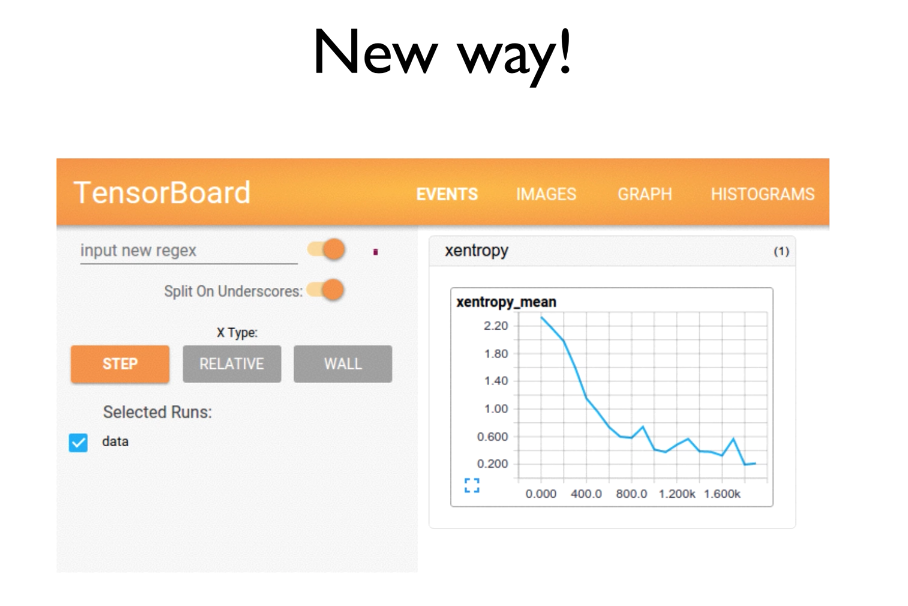 New way!
TensorBoard
EVENTS IMAGES GRAPH HISTOGRAMS
input new regex
Split On Underscores:
X Type:
STEP RELATIVE WALL
Selected Runs:
data
xentropy (1)
xentropy_mean
2.20
1.80
1.40
1.00
0.600
0.200
0.000 400.0 800.0 1.200k 1.600k